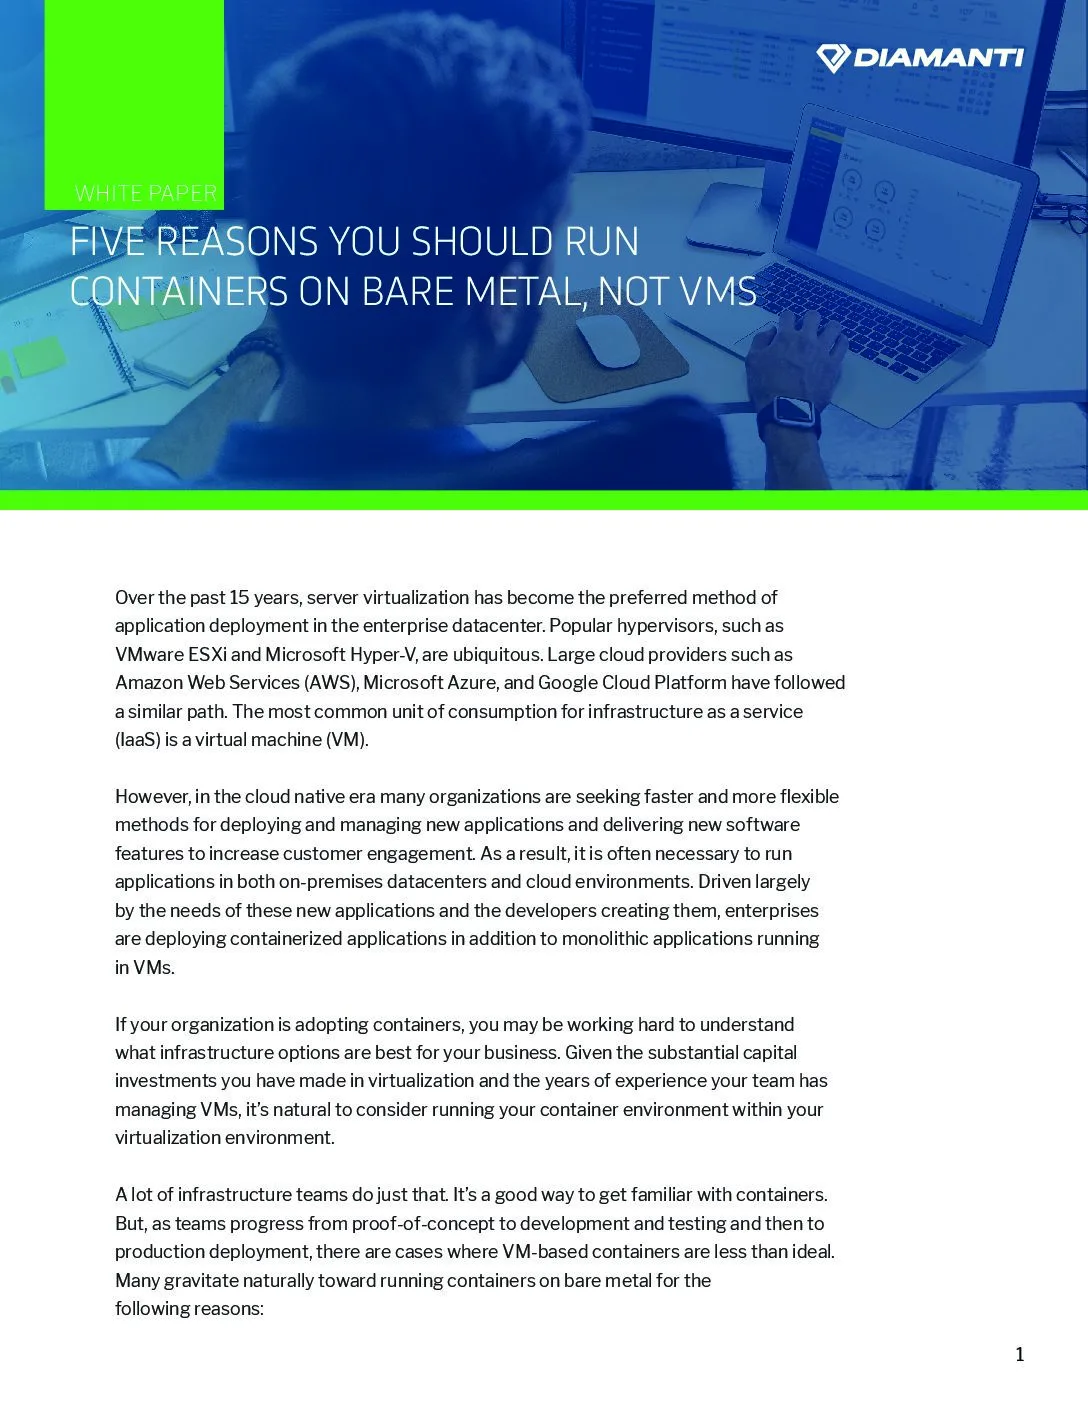 DIAMANTI
WHITE PAPER
FIVE REASONS YOU SHOULD RUN
CONTAINERS ON BARE METAL, NOT VMS
Over the past 15 years, server virtualization has become the preferred method of
application deployment in the enterprise datacenter. Popular hypervisors, such as
VMware ESXi and Microsoft Hyper-V, are ubiquitous. Large cloud providers such as
Amazon Web Services (AWS), Microsoft Azure, and Google Cloud Platform have followed
a similar path. The most common unit of consumption for infrastructure as a service
(IaaS) is a virtual machine (VM).
However, in the cloud native era many organizations are seeking faster and more flexible
methods for deploying and managing new applications and delivering new software
features to increase customer engagement. As a result, it is often necessary to run
applications in both on-premises datacenters and cloud environments. Driven largely
by the needs of these new applications and the developers creating them, enterprises
are deploying containerized applications in addition to monolithic applications running
in VMs.
If your organization is adopting containers, you may be working hard to understand
what infrastructure options are best for your business. Given the substantial capital
investments you have made in virtualization and the years of experience your team has
managing VMs, it's natural to consider running your container environment within your
virtualization environment.
A lot of infrastructure teams do just that. It's a good way to get familiar with containers.
But, as teams progress from proof-of-concept to development and testing and then to
production deployment, there are cases where VM-based containers are less than ideal.
Many gravitate naturally toward running containers on bare metal for the
following reasons:
1